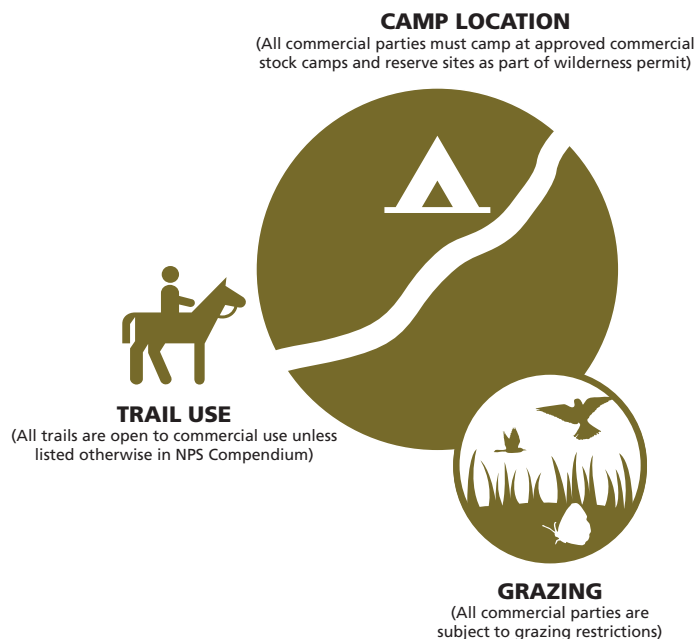 CAMP LOCATION
(All commercial parties must camp at approved commercial
stock camps and reserve sites as part of wilderness permit)
TRAIL USE
(All trails are open to commercial use unless
listed otherwise in NPS Compendium)
GRAZING
(All commercial parties are
subject to grazing restrictions)